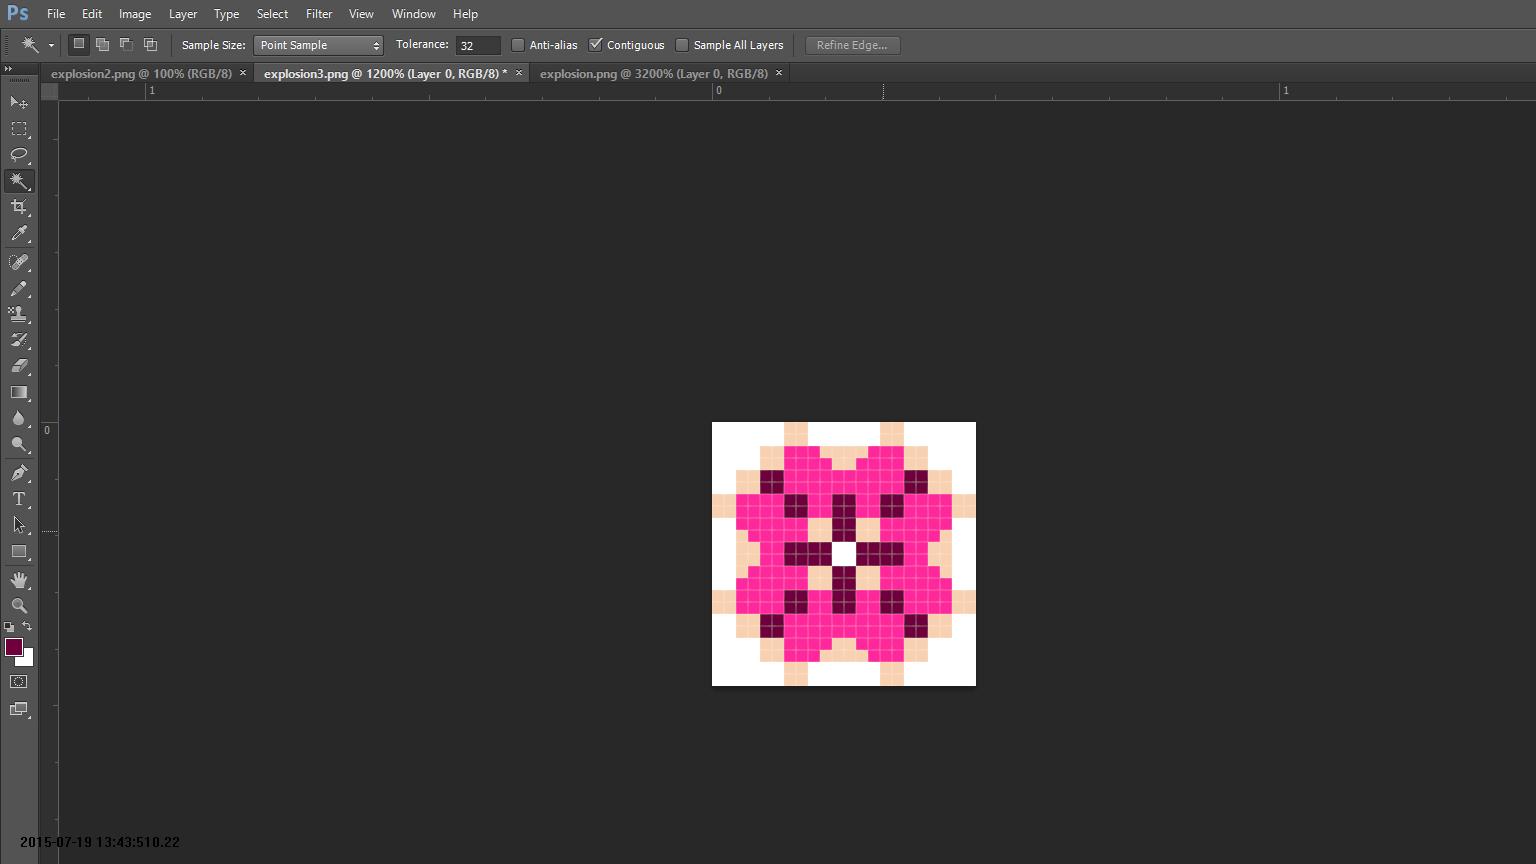 Ps File Edit Image Layer Type Select Filter View Window Help
Sample Size: Point Sample Tolerance: 32 Anti-alias Contiguous Sample All Layers Refine Edge...
explosion2.png @ 100% (RGB/8) × explosion3.png @ 1200% (Layer 0, RGB/8) * × explosion.png @ 3200% (Layer 0, RGB/8) ×
1 0 1
0
T
2015-07-19 13:43:510.22